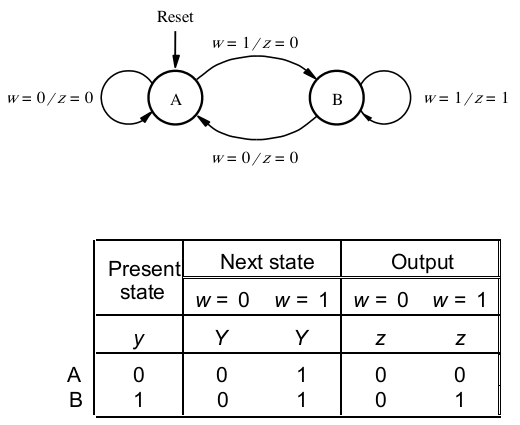 Reset
w = 1/z = 0
w = 0/z = 0
A
B
w = 1/z = 1
w = 0/z = 0
Present state
Next state
Output
w = 0
w = 1
w = 0
w = 1
y
Y
Y
z
z
A 0 0 1 0 0
B 1 0 1 0 1